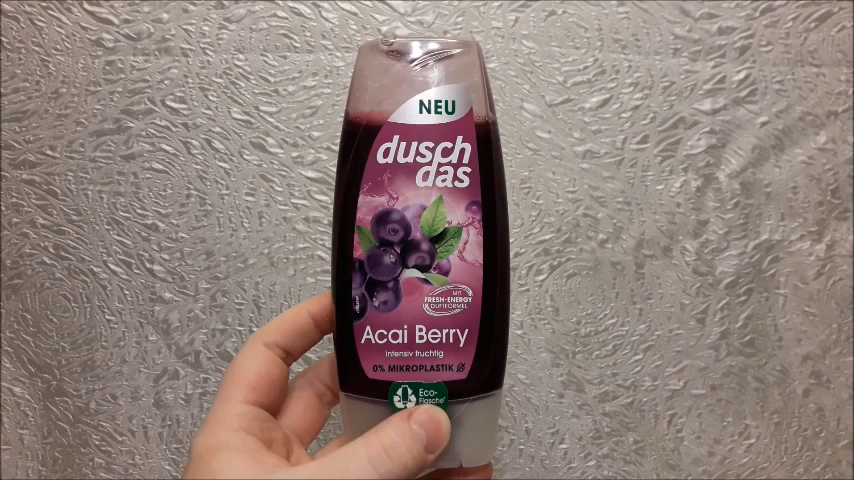 NEU
dusch
das
MIT
FRESH-ENERGY
DUFTFORMEL
Acai Berry
intensiv fruchtig
0% MIKROPLASTIK
Eco-
Flasche